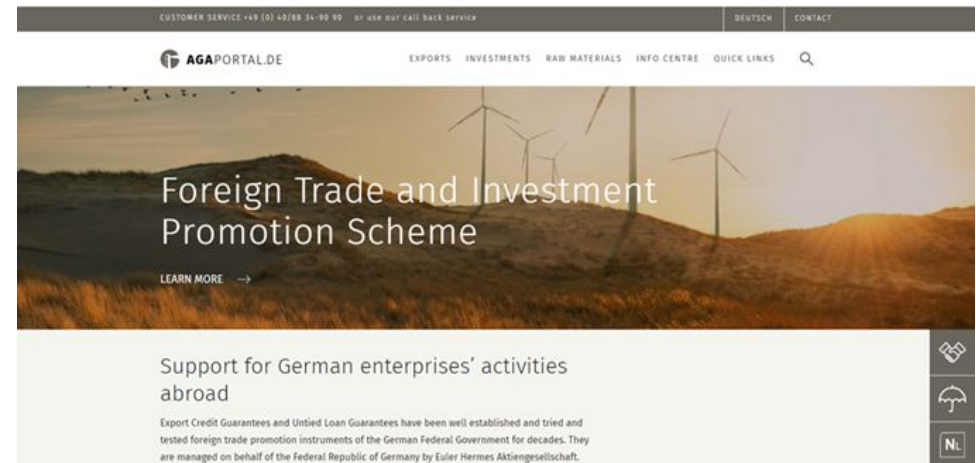 CUSTOMER SERVICE +49 (0) 40/88 34-90 90 or use our call back service DEUTSCH CONTACT
AGAPORTAL.DE EXPORTS INVESTMENTS RAW MATERIALS INFO CENTRE QUICK LINKS
Foreign Trade and Investment
Promotion Scheme
LEARN MORE →
Support for German enterprises’ activities
abroad
Export Credit Guarantees and Untied Loan Guarantees have been well established and tried and
tested foreign trade promotion instruments of the German Federal Government for decades. They
are managed on behalf of the Federal Republic of Germany by Euler Hermes Aktiengesellschaft.
NL